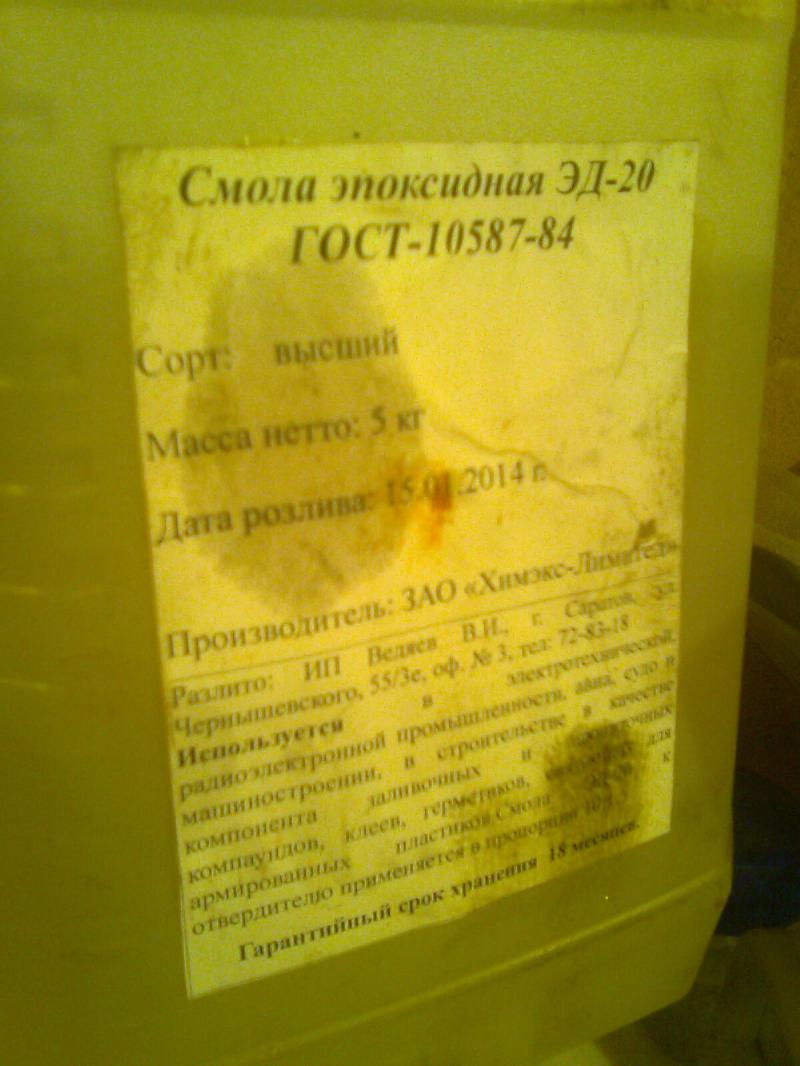 Смола эпоксидная ЭД-20
ГОСТ-10587-84
Сорт: высший
Масса нетто: 5 кг
Дата розлива: 15.01.2014 г.
Производитель: ЗАО «Химэкс-Лимитед»
Разлито: ИП Ведяев В.И., г. Саратов, ул.
Чернышевского, 55/3е, оф. № 3, тел: 72-83-18
Используется в электротехнической,
радиоэлектронной промышленности, авиа, судо и
машиностроении, в строительстве в качестве
компонента заливочных и
компаундов, клеев, герметиков, для
армированных пластиков.Смола ЭД-20 к
отвердителю применяется в пропорции
Гарантийный срок хранения 18 месяцев.